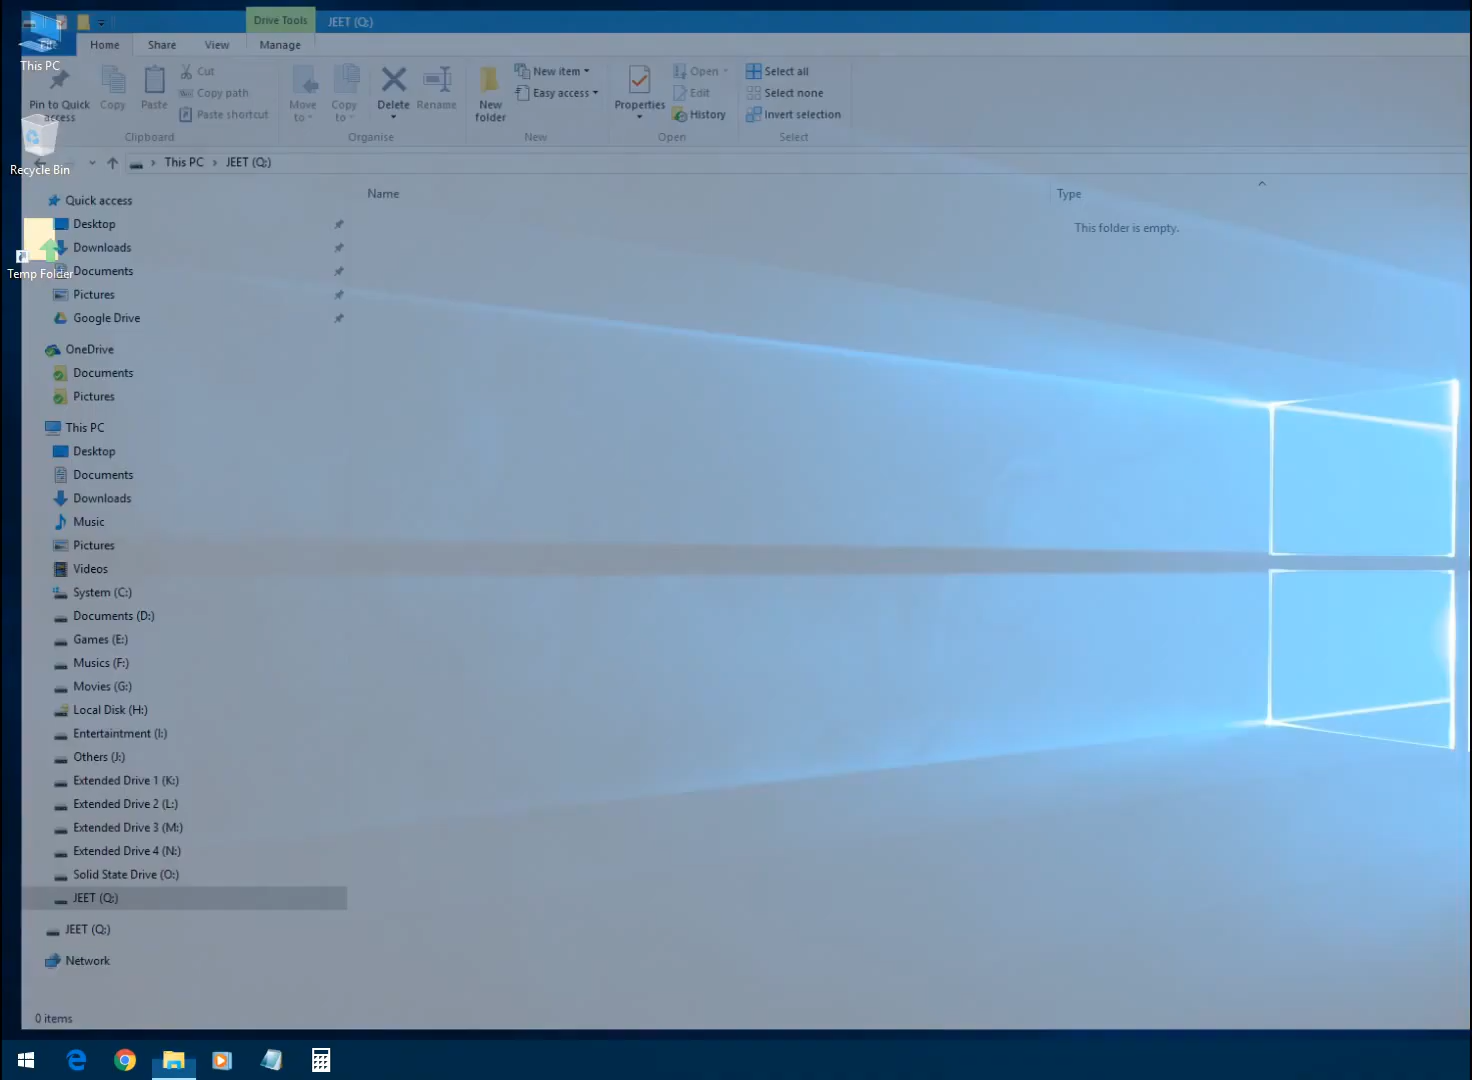 Drive Tools
JEET (Q:)
File
Home
Share
View
Manage
This PC
Pin to Quick
access
Copy
Paste
Cut
Copy path
Paste shortcut
Clipboard
Move
to
Copy
to
Delete
Rename
Organise
New
folder
New item
Easy access
New
Properties
Open
Edit
History
Open
Select all
Select none
Invert selection
Select
Recycle Bin
This PC › JEET (Q:)
Name
Type
This folder is empty.
Quick access
Desktop
Downloads
Documents
Pictures
Google Drive
Temp Folder
OneDrive
Documents
Pictures
This PC
Desktop
Documents
Downloads
Music
Pictures
Videos
System (C:)
Documents (D:)
Games (E:)
Musics (F:)
Movies (G:)
Local Disk (H:)
Entertaintment (I:)
Others (J:)
Extended Drive 1 (K:)
Extended Drive 2 (L:)
Extended Drive 3 (M:)
Extended Drive 4 (N:)
Solid State Drive (O:)
JEET (Q:)
JEET (Q:)
Network
0 items